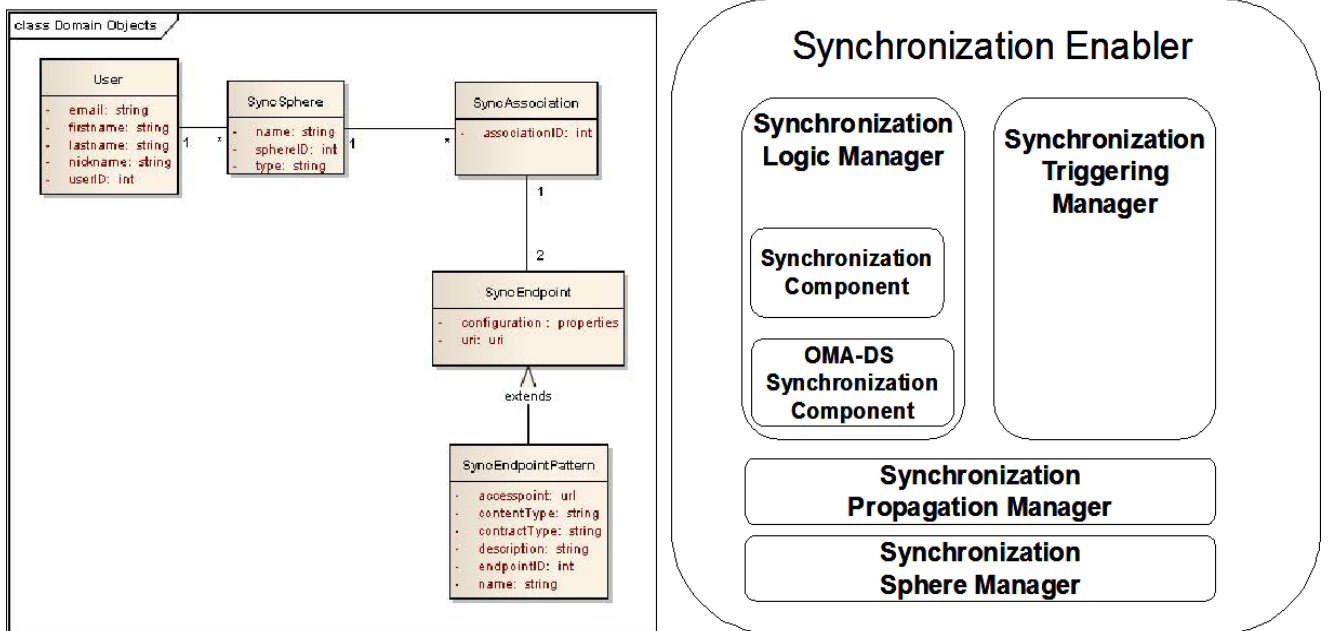 class Domain Objects
User
- email: string
- firstname: string
- lastname: string
- nickname: string
- userID: int
1
*
SyncSphere
- name: string
- sphereID: int
- type: string
1
*
SyncAssociation
- associationID: int
1
2
SyncEndpoint
- configuration : properties
- uri: uri
extends
SyncEndpointPattern
- accesspoint: url
- contentType: string
- contractType: string
- description: string
- endpointID: int
- name: string
Synchronization Enabler
Synchronization
Logic Manager
Synchronization
Component
OMA-DS
Synchronization
Component
Synchronization
Triggering
Manager
Synchronization
Propagation Manager
Synchronization
Sphere Manager